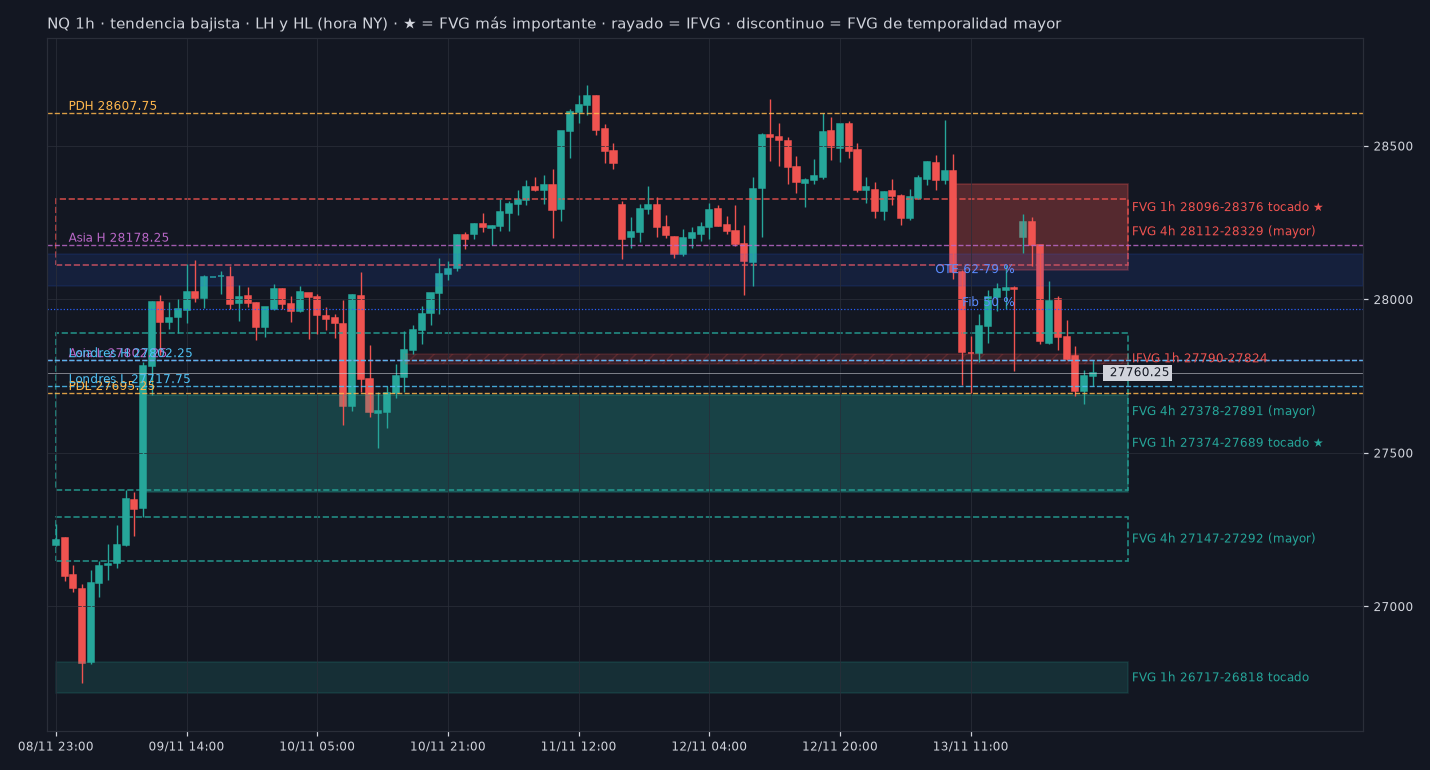 NQ 1h · tendencia bajista · LH y HL (hora NY) · ★ = FVG más importante · rayado = IFVG · discontinuo = FVG de temporalidad mayor
PDH 28607.75
28500
FVG 1h 28096-28376 tocado ★
FVG 4h 28112-28329 (mayor)
Asia H 28178.25
OTE 62-79 %
28000
Londres H 27802.25
IFVG 1h 27790-27824
27760.25
Londres L 27717.75
PDL 27695.25
FVG 4h 27378-27891 (mayor)
FVG 1h 27374-27689 tocado ★
27500
FVG 4h 27147-27292 (mayor)
27000
FVG 1h 26717-26818 tocado
08/11 23:00 09/11 14:00 10/11 05:00 10/11 21:00 11/11 12:00 12/11 04:00 12/11 20:00 13/11 11:00